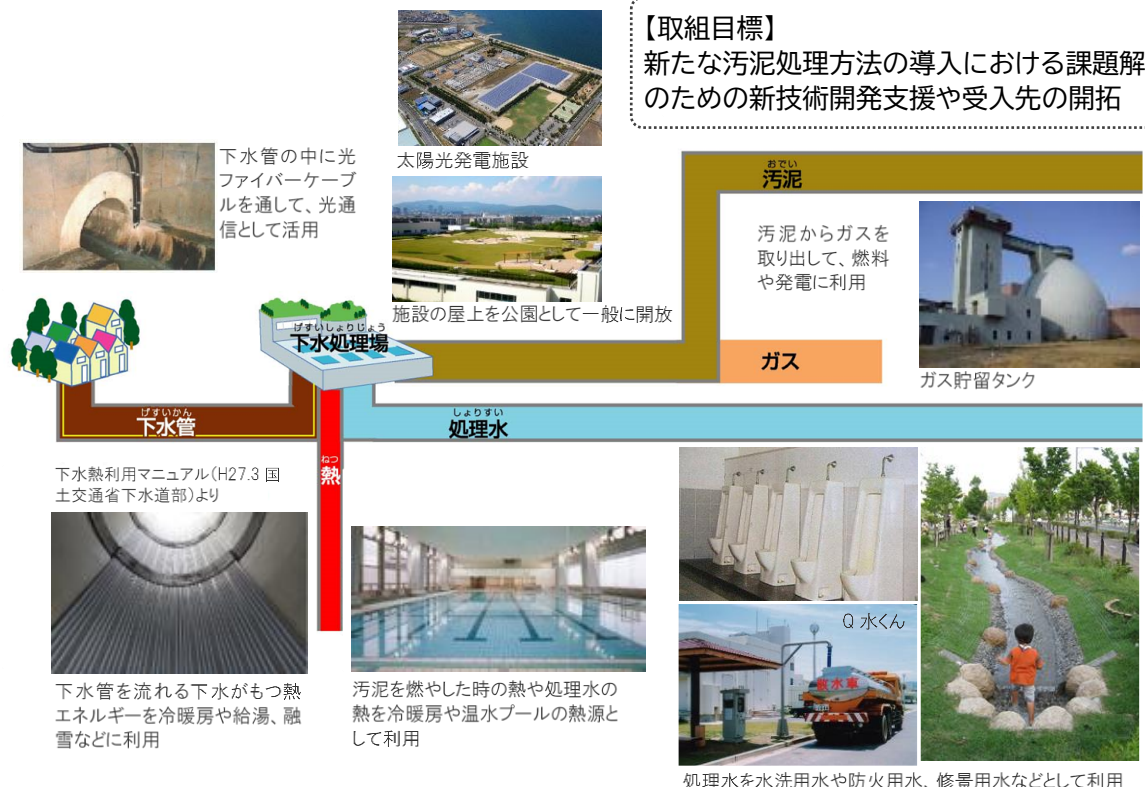 【取組目標】
新たな汚泥処理方法の導入における課題解
のための新技術開発支援や受入先の開拓
太陽光発電施設
下水管の中に光
ファイバーケーブ
ルを通して、光通
信として活用
施設の屋上を公園として一般に開放
おでい
汚泥
汚泥からガスを
取り出して、燃料
や発電に利用
ガス
ガス貯留タンク
げすいしょりじょう
下水処理場
げすいかん
下水管
しょりすい
処理水
ねつ
熱
下水熱利用マニュアル(H27.3 国
土交通省下水道部)より
下水管を流れる下水がもつ熱
エネルギーを冷暖房や給湯、融
雪などに利用
汚泥を燃やした時の熱や処理水の
熱を冷暖房や温水プールの熱源と
して利用
Q 水くん
散水車
処理水を水洗用水や防火用水、修景用水などとして利用